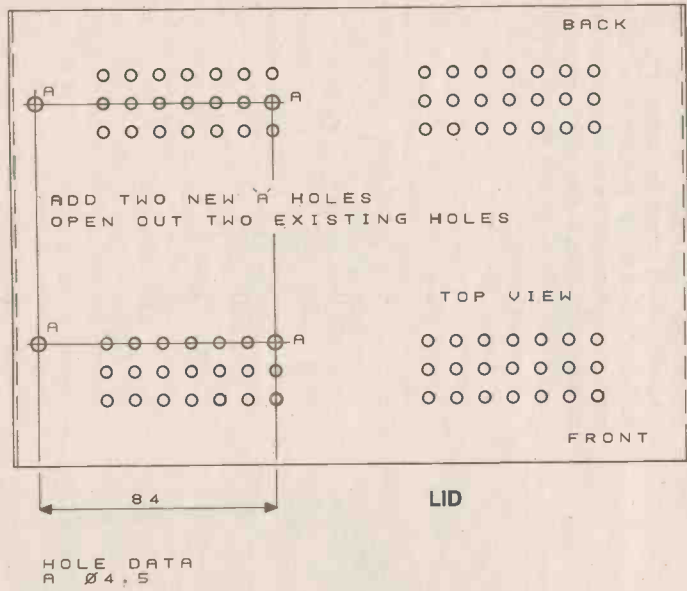 BACK
A
A
ADD TWO NEW 'A' HOLES
OPEN OUT TWO EXISTING HOLES
TOP VIEW
A
A
FRONT
84
LID
HOLE DATA
A Ø4.5